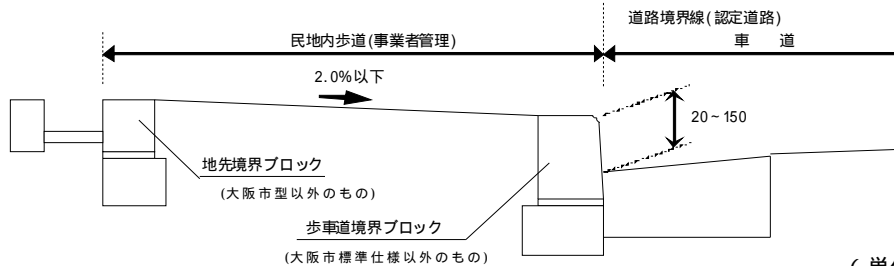 道路境界線(認定道路)
民地内歩道(事業者管理)
車 道
2.0%以下
20~150
地先境界ブロック
(大阪市型以外のもの)
歩車道境界ブロック
(大阪市標準仕様以外のもの)